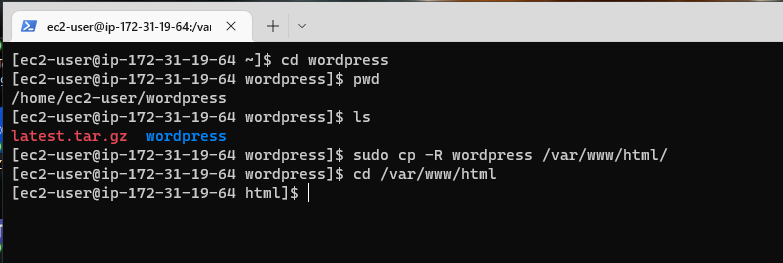 ec2-user@ip-172-31-19-64:/var
[ec2-user@ip-172-31-19-64 ~]$ cd wordpress
[ec2-user@ip-172-31-19-64 wordpress]$ pwd
/home/ec2-user/wordpress
[ec2-user@ip-172-31-19-64 wordpress]$ ls
latest.tar.gz  wordpress
[ec2-user@ip-172-31-19-64 wordpress]$ sudo cp -R wordpress /var/www/html/
[ec2-user@ip-172-31-19-64 wordpress]$ cd /var/www/html
[ec2-user@ip-172-31-19-64 html]$